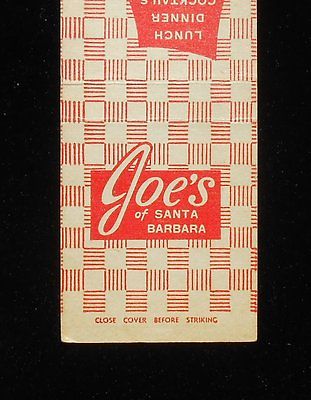 LUNCH
DINNER
COCKTAILS
Joe's
of SANTA
BARBARA
CLOSE COVER BEFORE STRIKING